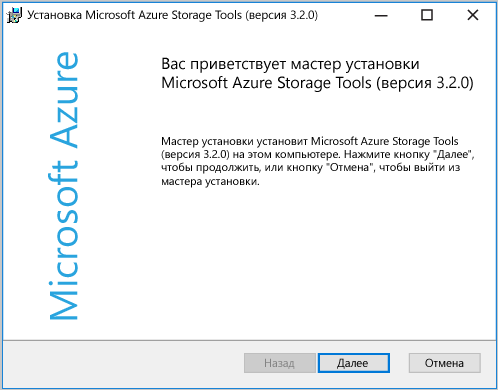 Установка Microsoft Azure Storage Tools (версия 3.2.0)
Microsoft Azure
Вас приветствует мастер установки
Microsoft Azure Storage Tools (версия 3.2.0)
Мастер установки установит Microsoft Azure Storage Tools
(версия 3.2.0) на этом компьютере. Нажмите кнопку "Далее",
чтобы продолжить, или кнопку "Отмена", чтобы выйти из
мастера установки.
Назад Далее Отмена